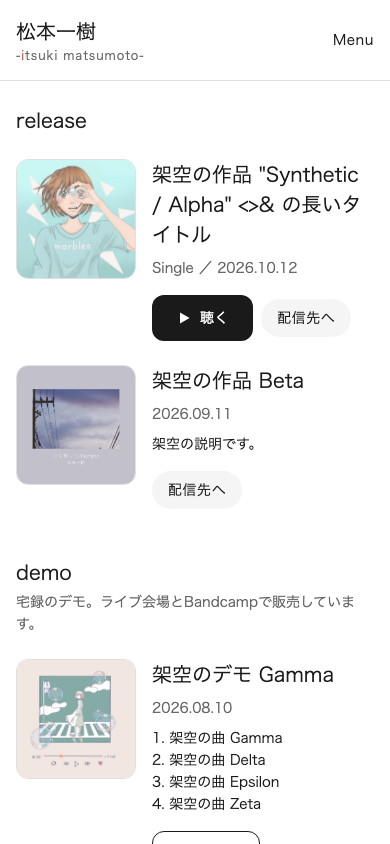 松本一樹
-itsuki matsumoto-
Menu
release
架空の作品 "Synthetic
/ Alpha" <>& の長いタ
イトル
Single ／ 2026.10.12
▶ 聴く
配信先へ
marbles
架空の作品 Beta
2026.09.11
架空の説明です。
配信先へ
demo
宅録のデモ。ライブ会場とBandcampで販売していま
す。
架空のデモ Gamma
2026.08.10
1. 架空の曲 Gamma
2. 架空の曲 Delta
3. 架空の曲 Epsilon
4. 架空の曲 Zeta